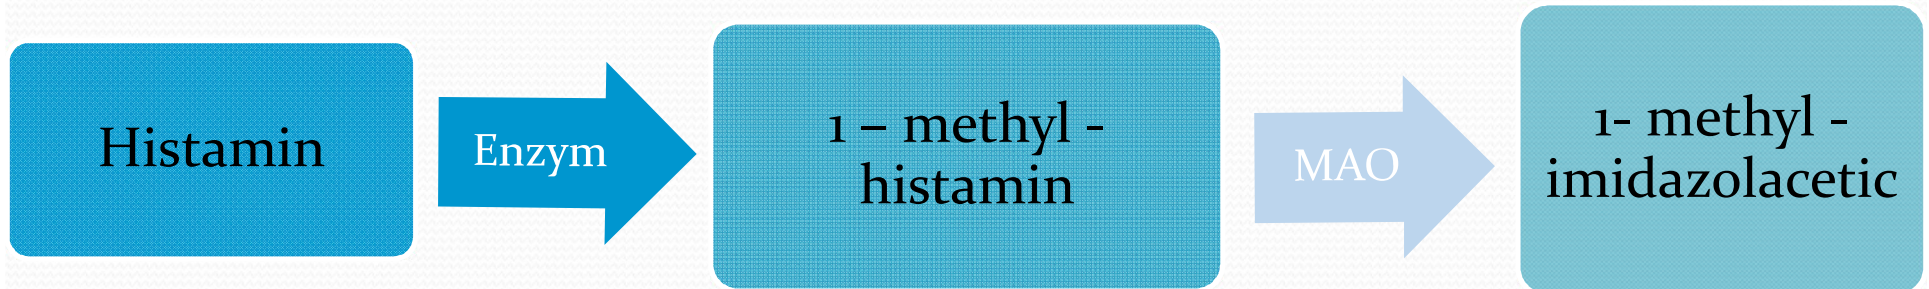 Histamin
Enzym
1 – methyl -
histamin
MAO
1- methyl -
imidazolacetic